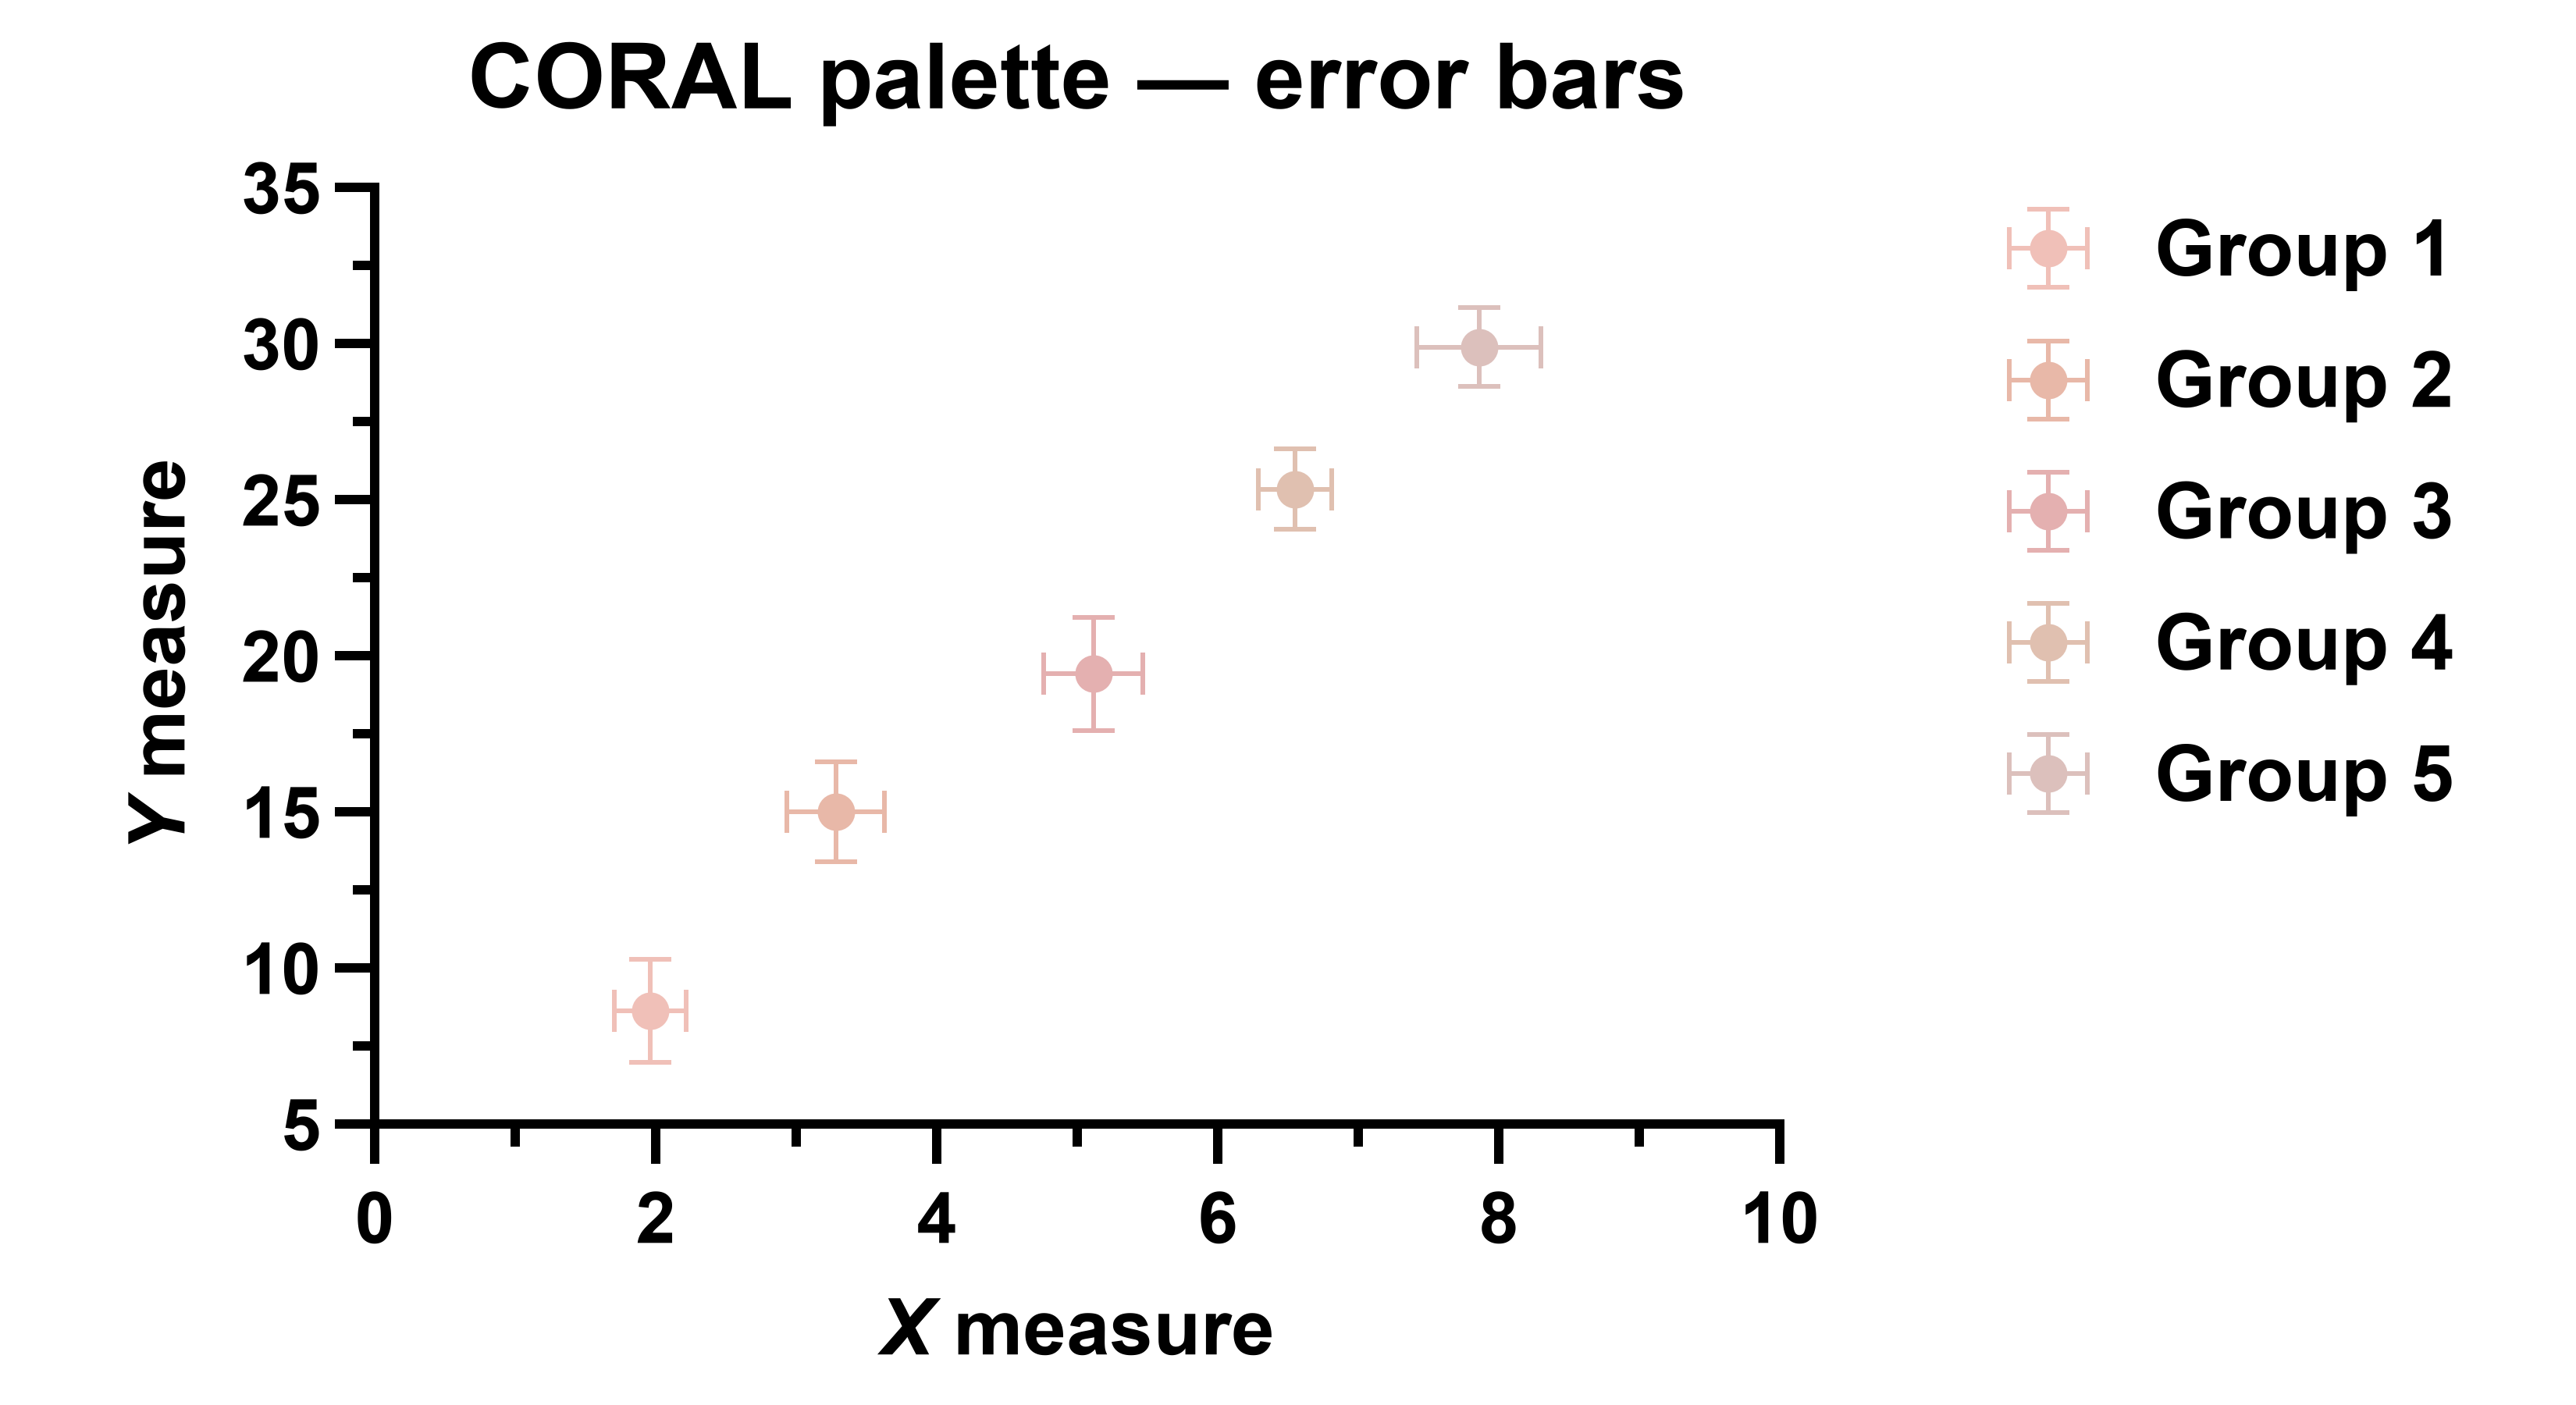 CORAL palette — error bars
35
30
25
20
15
10
5
Y measure
0 2 4 6 8 10
X measure
Group 1
Group 2
Group 3
Group 4
Group 5